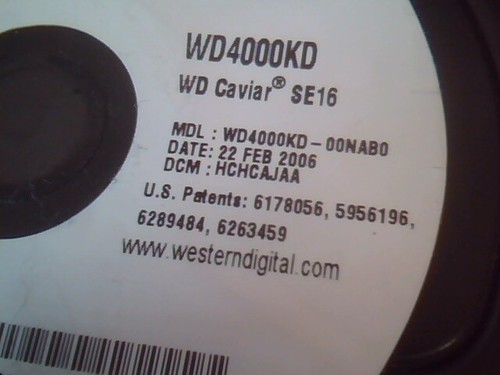 WD4000KD
WD Caviar® SE16
MDL : WD4000KD-00NAB0
DATE: 22 FEB 2006
DCM : HCHCAJAA
U.S. Patents: 6178056, 5956196,
6289484, 6263459
www.westerndigital.com